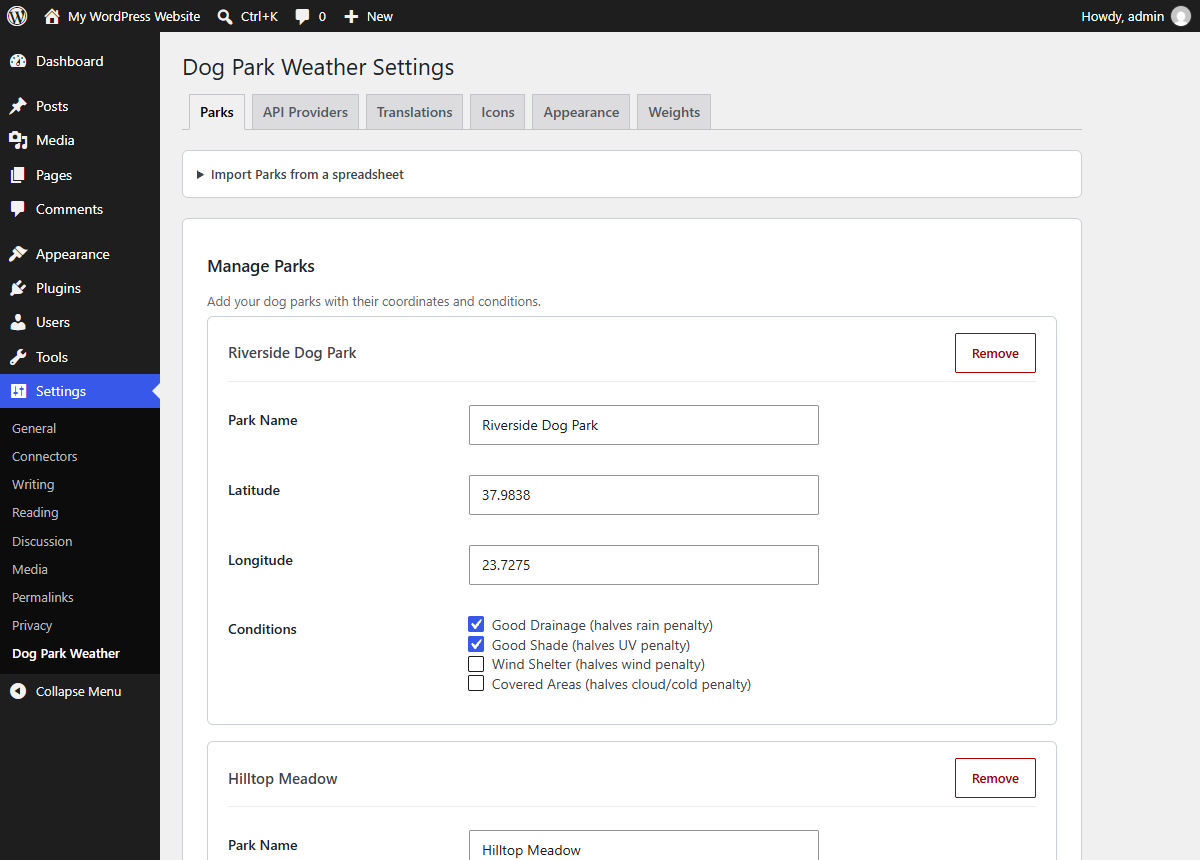 My WordPress Website Ctrl+K 0 New Howdy, admin
Dashboard
Posts
Media
Pages
Comments
Appearance
Plugins
Users
Tools
Settings
General
Connectors
Writing
Reading
Discussion
Media
Permalinks
Privacy
Dog Park Weather
Collapse Menu
Dog Park Weather Settings
Parks API Providers Translations Icons Appearance Weights
Import Parks from a spreadsheet
Manage Parks
Add your dog parks with their coordinates and conditions.
Riverside Dog Park Remove
Park Name Riverside Dog Park
Latitude 37.9838
Longitude 23.7275
Conditions Good Drainage (halves rain penalty)
Good Shade (halves UV penalty)
Wind Shelter (halves wind penalty)
Covered Areas (halves cloud/cold penalty)
Hilltop Meadow Remove
Park Name Hilltop Meadow